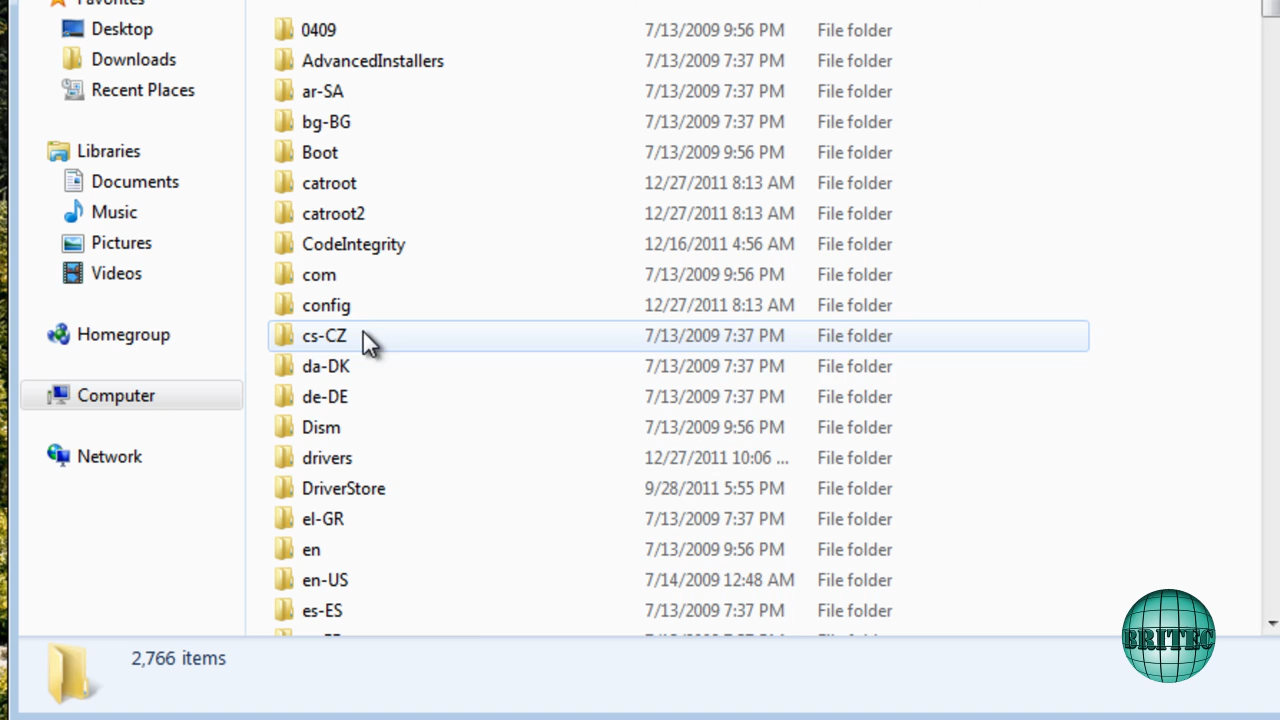 Favorites
Desktop
Downloads
Recent Places
Libraries
Documents
Music
Pictures
Videos
Homegroup
Computer
Network
0409 7/13/2009 9:56 PM File folder
AdvancedInstallers 7/13/2009 7:37 PM File folder
ar-SA 7/13/2009 7:37 PM File folder
bg-BG 7/13/2009 7:37 PM File folder
Boot 7/13/2009 9:56 PM File folder
catroot 12/27/2011 8:13 AM File folder
catroot2 12/27/2011 8:13 AM File folder
CodeIntegrity 12/16/2011 4:56 AM File folder
com 7/13/2009 9:56 PM File folder
config 12/27/2011 8:13 AM File folder
cs-CZ 7/13/2009 7:37 PM File folder
da-DK 7/13/2009 7:37 PM File folder
de-DE 7/13/2009 7:37 PM File folder
Dism 7/13/2009 9:56 PM File folder
drivers 12/27/2011 10:06 ... File folder
DriverStore 9/28/2011 5:55 PM File folder
el-GR 7/13/2009 7:37 PM File folder
en 7/13/2009 9:56 PM File folder
en-US 7/14/2009 12:48 AM File folder
es-ES 7/13/2009 7:37 PM File folder
2,766 items
BRITEC